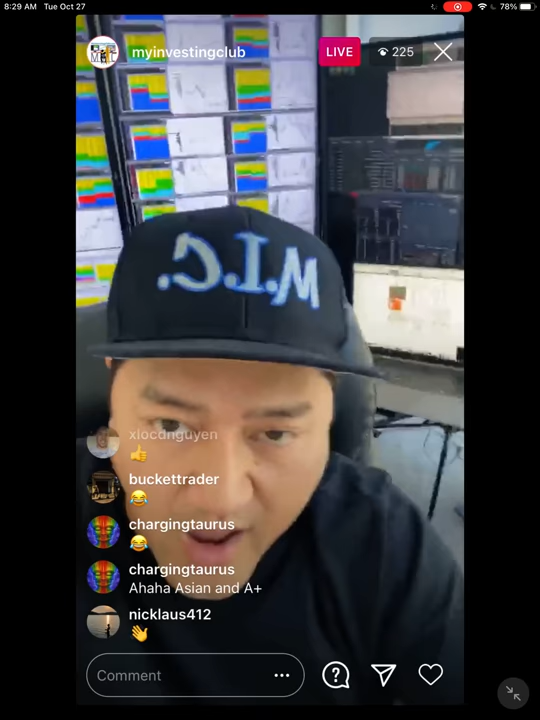 8:29 AM Tue Oct 27
78%
myinvestingclub
LIVE
225
M.I.C.
xlocdnguyen
👍
buckettrader
😂
chargingtaurus
😂
chargingtaurus
Ahaha Asian and A+
nicklaus412
👋
Comment